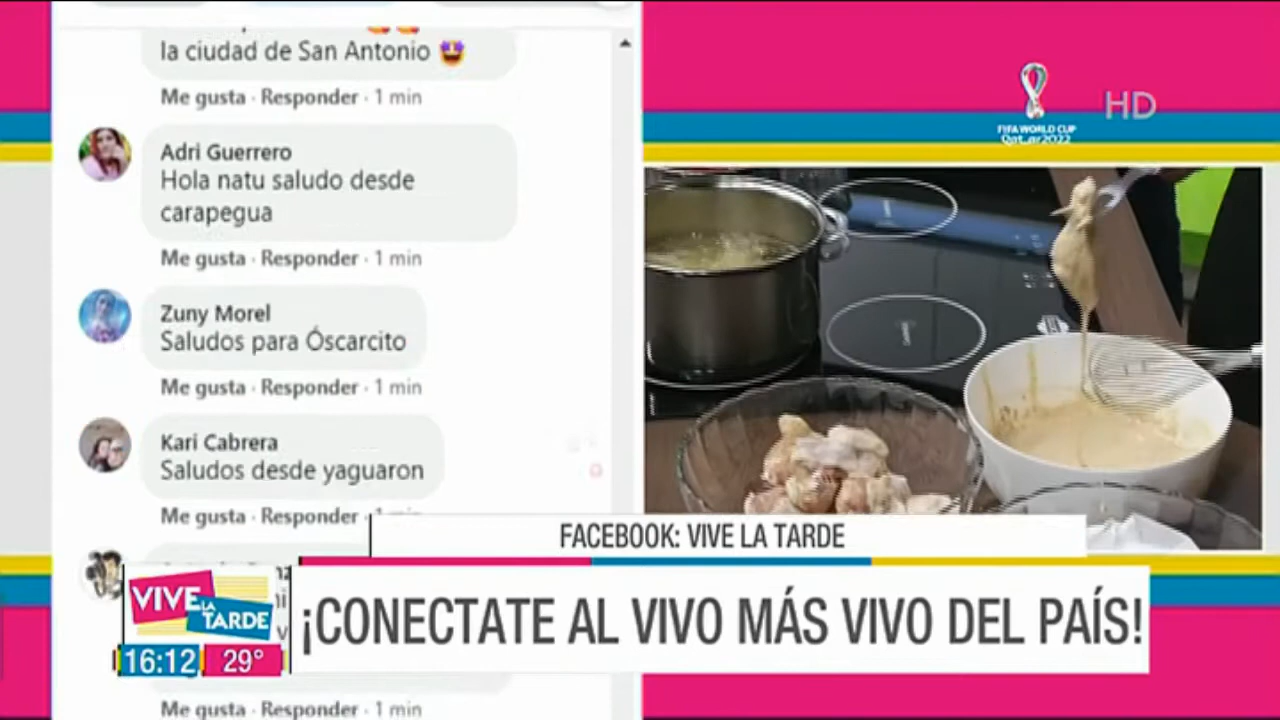 la ciudad de San Antonio
Me gusta · Responder · 1 min
Adri Guerrero
Hola natu saludo desde
carapegua
Me gusta · Responder · 1 min
Zuny Morel
Saludos para Óscarcito
Me gusta · Responder · 1 min
Kari Cabrera
Saludos desde yaguaron
Me gusta · Responder · 1 min
Me gusta · Responder · 1 min
HD
FIFA WORLD CUP
Qatar2022
FACEBOOK: VIVE LA TARDE
¡CONECTATE AL VIVO MÁS VIVO DEL PAÍS!
VIVE
LA
TARDE
16:12 29°